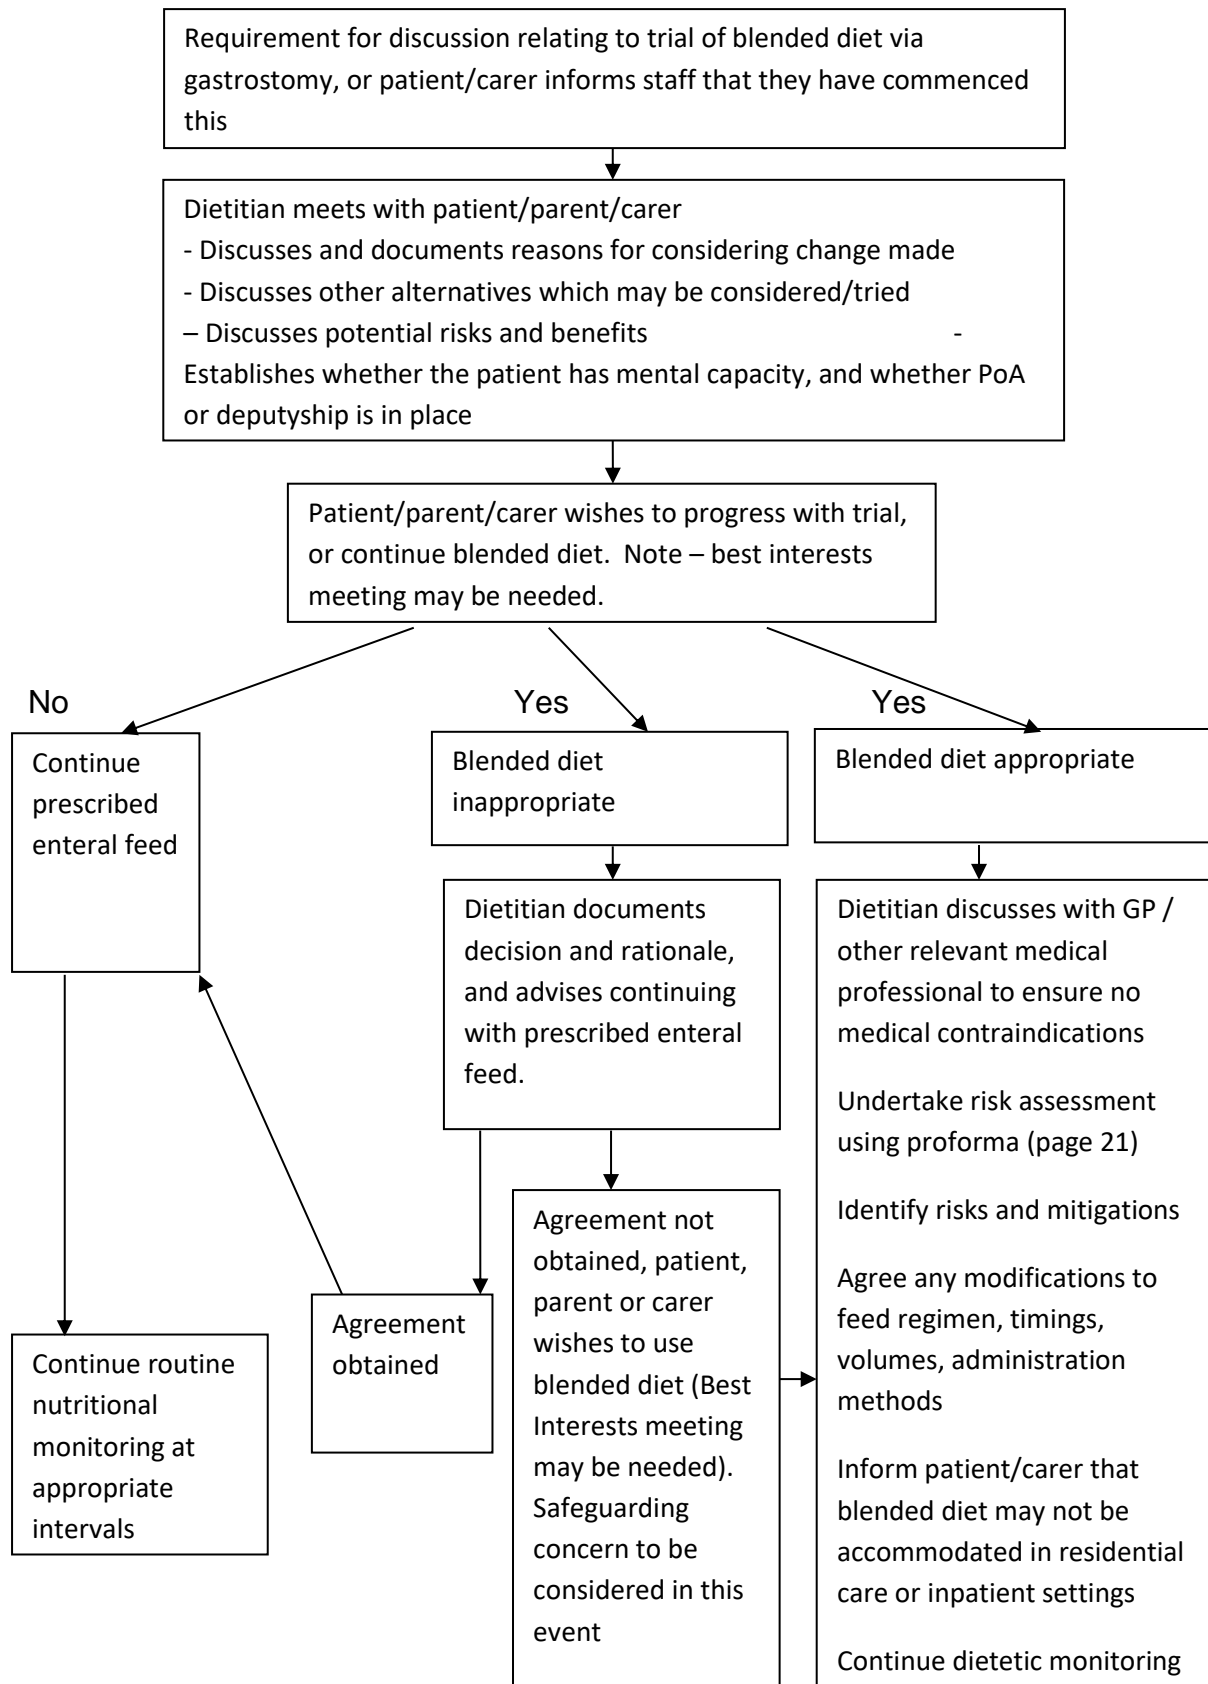 Requirement for discussion relating to trial of blended diet via
gastrostomy, or patient/carer informs staff that they have commenced
this
Dietitian meets with patient/parent/carer
- Discusses and documents reasons for considering change made
- Discusses other alternatives which may be considered/tried
– Discusses potential risks and benefits -
Establishes whether the patient has mental capacity, and whether PoA
or deputyship is in place
Patient/parent/carer wishes to progress with trial,
or continue blended diet.  Note – best interests
meeting may be needed.
No
Yes
Yes
Continue
prescribed
enteral feed
Blended diet
inappropriate
Blended diet appropriate
Dietitian documents
decision and rationale,
and advises continuing
with prescribed enteral
feed.
Dietitian discusses with GP /
other relevant medical
professional to ensure no
medical contraindications
Undertake risk assessment
using proforma (page 21)
Identify risks and mitigations
Agree any modifications to
feed regimen, timings,
volumes, administration
methods
Inform patient/carer that
blended diet may not be
accommodated in residential
care or inpatient settings
Continue dietetic monitoring
Agreement not
obtained, patient,
parent or carer
wishes to use
blended diet (Best
Interests meeting
may be needed).
Safeguarding
concern to be
considered in this
event
Agreement
obtained
Continue routine
nutritional
monitoring at
appropriate
intervals